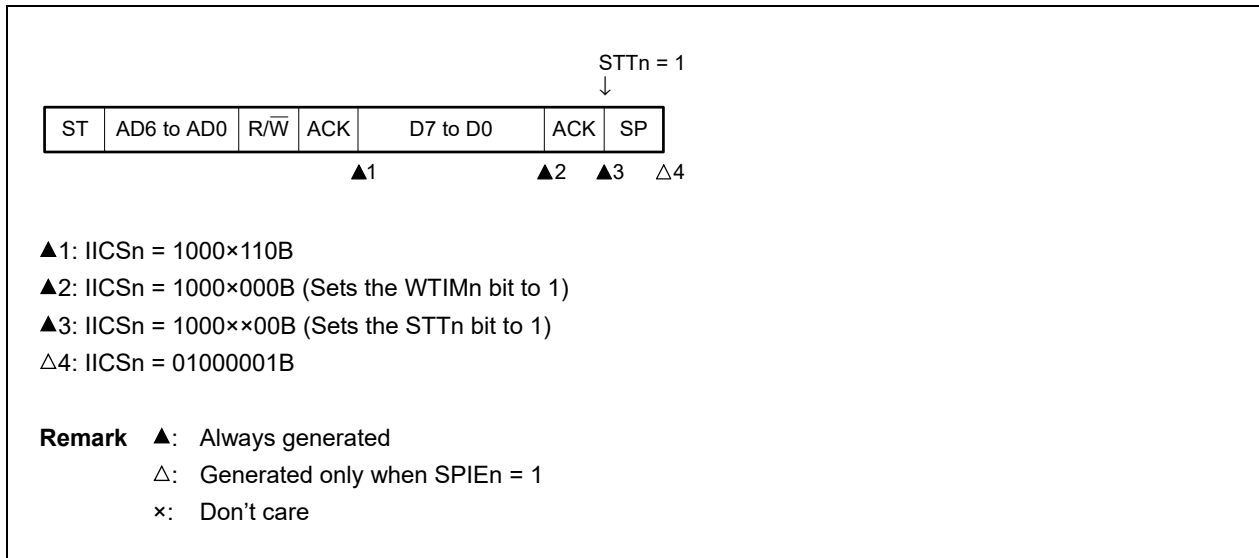 STTn = 1
↓
ST AD6 to AD0 R/W̅ ACK D7 to D0 ACK SP
▲1 ▲2 ▲3 △4
▲1: IICSn = 1000×110B
▲2: IICSn = 1000×000B (Sets the WTIMn bit to 1)
▲3: IICSn = 1000××00B (Sets the STTn bit to 1)
△4: IICSn = 01000001B
Remark ▲: Always generated
△: Generated only when SPIEn = 1
×: Don't care